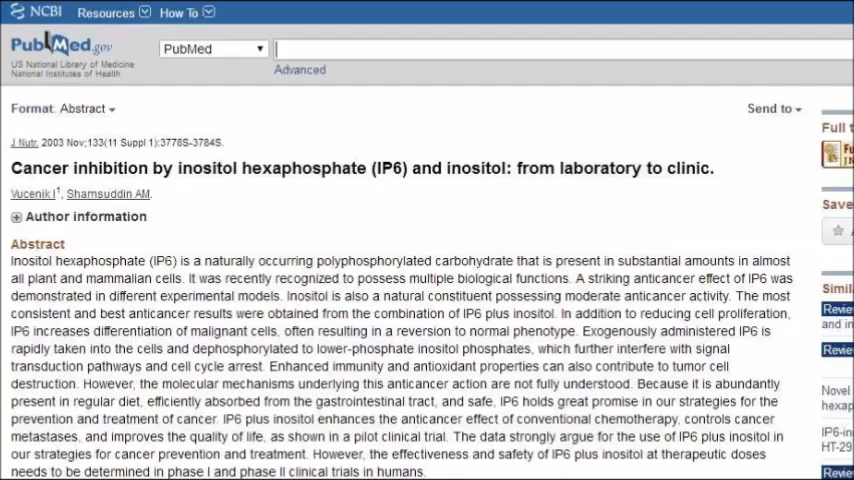 NCBI Resources How To
PubMed.gov
US National Library of Medicine
National Institutes of Health
PubMed
Advanced
Format: Abstract
Send to
J Nutr. 2003 Nov;133(11 Suppl 1):3778S-3784S.
Cancer inhibition by inositol hexaphosphate (IP6) and inositol: from laboratory to clinic.
Vucenik I1, Shamsuddin AM.
Author information
Abstract
Inositol hexaphosphate (IP6) is a naturally occurring polyphosphorylated carbohydrate that is present in substantial amounts in almost
all plant and mammalian cells. It was recently recognized to possess multiple biological functions. A striking anticancer effect of IP6 was
demonstrated in different experimental models. Inositol is also a natural constituent possessing moderate anticancer activity. The most
consistent and best anticancer results were obtained from the combination of IP6 plus inositol. In addition to reducing cell proliferation,
IP6 increases differentiation of malignant cells, often resulting in a reversion to normal phenotype. Exogenously administered IP6 is
rapidly taken into the cells and dephosphorylated to lower-phosphate inositol phosphates, which further interfere with signal
transduction pathways and cell cycle arrest. Enhanced immunity and antioxidant properties can also contribute to tumor cell
destruction. However, the molecular mechanisms underlying this anticancer action are not fully understood. Because it is abundantly
present in regular diet, efficiently absorbed from the gastrointestinal tract, and safe, IP6 holds great promise in our strategies for the
prevention and treatment of cancer. IP6 plus inositol enhances the anticancer effect of conventional chemotherapy, controls cancer
metastases, and improves the quality of life, as shown in a pilot clinical trial. The data strongly argue for the use of IP6 plus inositol in
our strategies for cancer prevention and treatment. However, the effectiveness and safety of IP6 plus inositol at therapeutic doses
needs to be determined in phase I and phase II clinical trials in humans.
Full t
Save
Simil
Revie
and in
Revie
Novel
hexap
IP6-in
HT-29
Revie